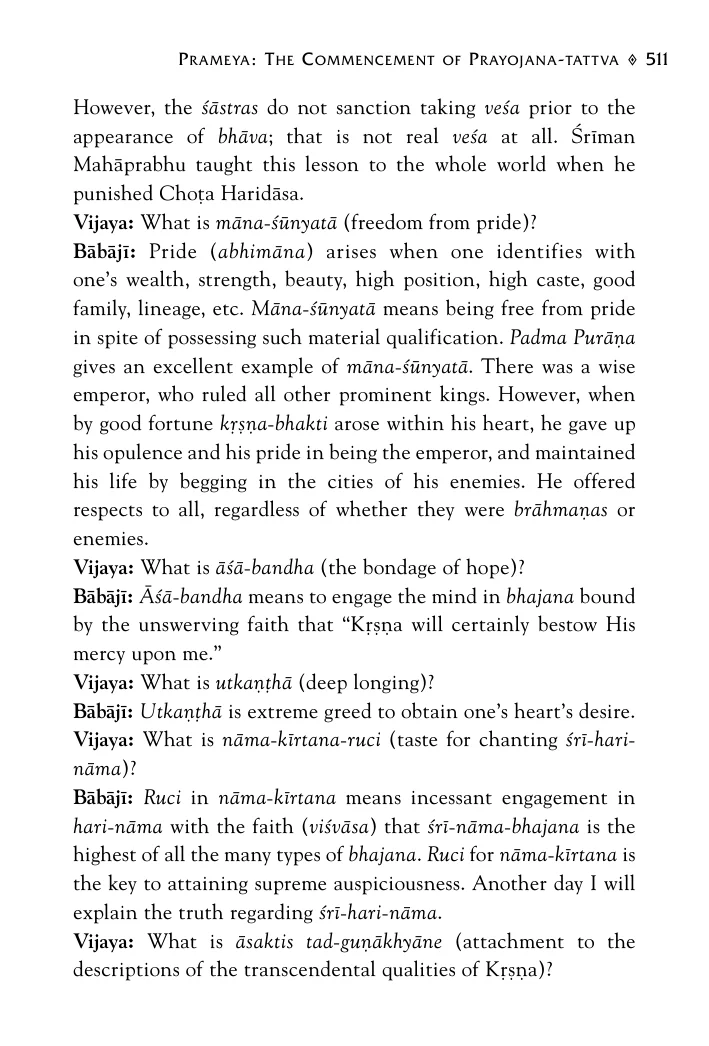 Prameya: The Commencement of Prayojana-tattva ◈ 511
However, the śāstras do not sanction taking veśa prior to the
appearance of bhāva; that is not real veśa at all. Śrīman
Mahāprabhu taught this lesson to the whole world when he
punished Choṭa Haridāsa.
Vijaya: What is māna-śūnyatā (freedom from pride)?
Bābājī: Pride (abhimāna) arises when one identifies with
one’s wealth, strength, beauty, high position, high caste, good
family, lineage, etc. Māna-śūnyatā means being free from pride
in spite of possessing such material qualification. Padma Purāṇa
gives an excellent example of māna-śūnyatā. There was a wise
emperor, who ruled all other prominent kings. However, when
by good fortune kṛṣṇa-bhakti arose within his heart, he gave up
his opulence and his pride in being the emperor, and maintained
his life by begging in the cities of his enemies. He offered
respects to all, regardless of whether they were brāhmaṇas or
enemies.
Vijaya: What is āśā-bandha (the bondage of hope)?
Bābājī: Āśā-bandha means to engage the mind in bhajana bound
by the unswerving faith that “Kṛṣṇa will certainly bestow His
mercy upon me.”
Vijaya: What is utkaṇṭhā (deep longing)?
Bābājī: Utkaṇṭhā is extreme greed to obtain one’s heart’s desire.
Vijaya: What is nāma-kīrtana-ruci (taste for chanting śrī-hari-
nāma)?
Bābājī: Ruci in nāma-kīrtana means incessant engagement in
hari-nāma with the faith (viśvāsa) that śrī-nāma-bhajana is the
highest of all the many types of bhajana. Ruci for nāma-kīrtana is
the key to attaining supreme auspiciousness. Another day I will
explain the truth regarding śrī-hari-nāma.
Vijaya: What is āsaktis tad-guṇākhyāne (attachment to the
descriptions of the transcendental qualities of Kṛṣṇa)?